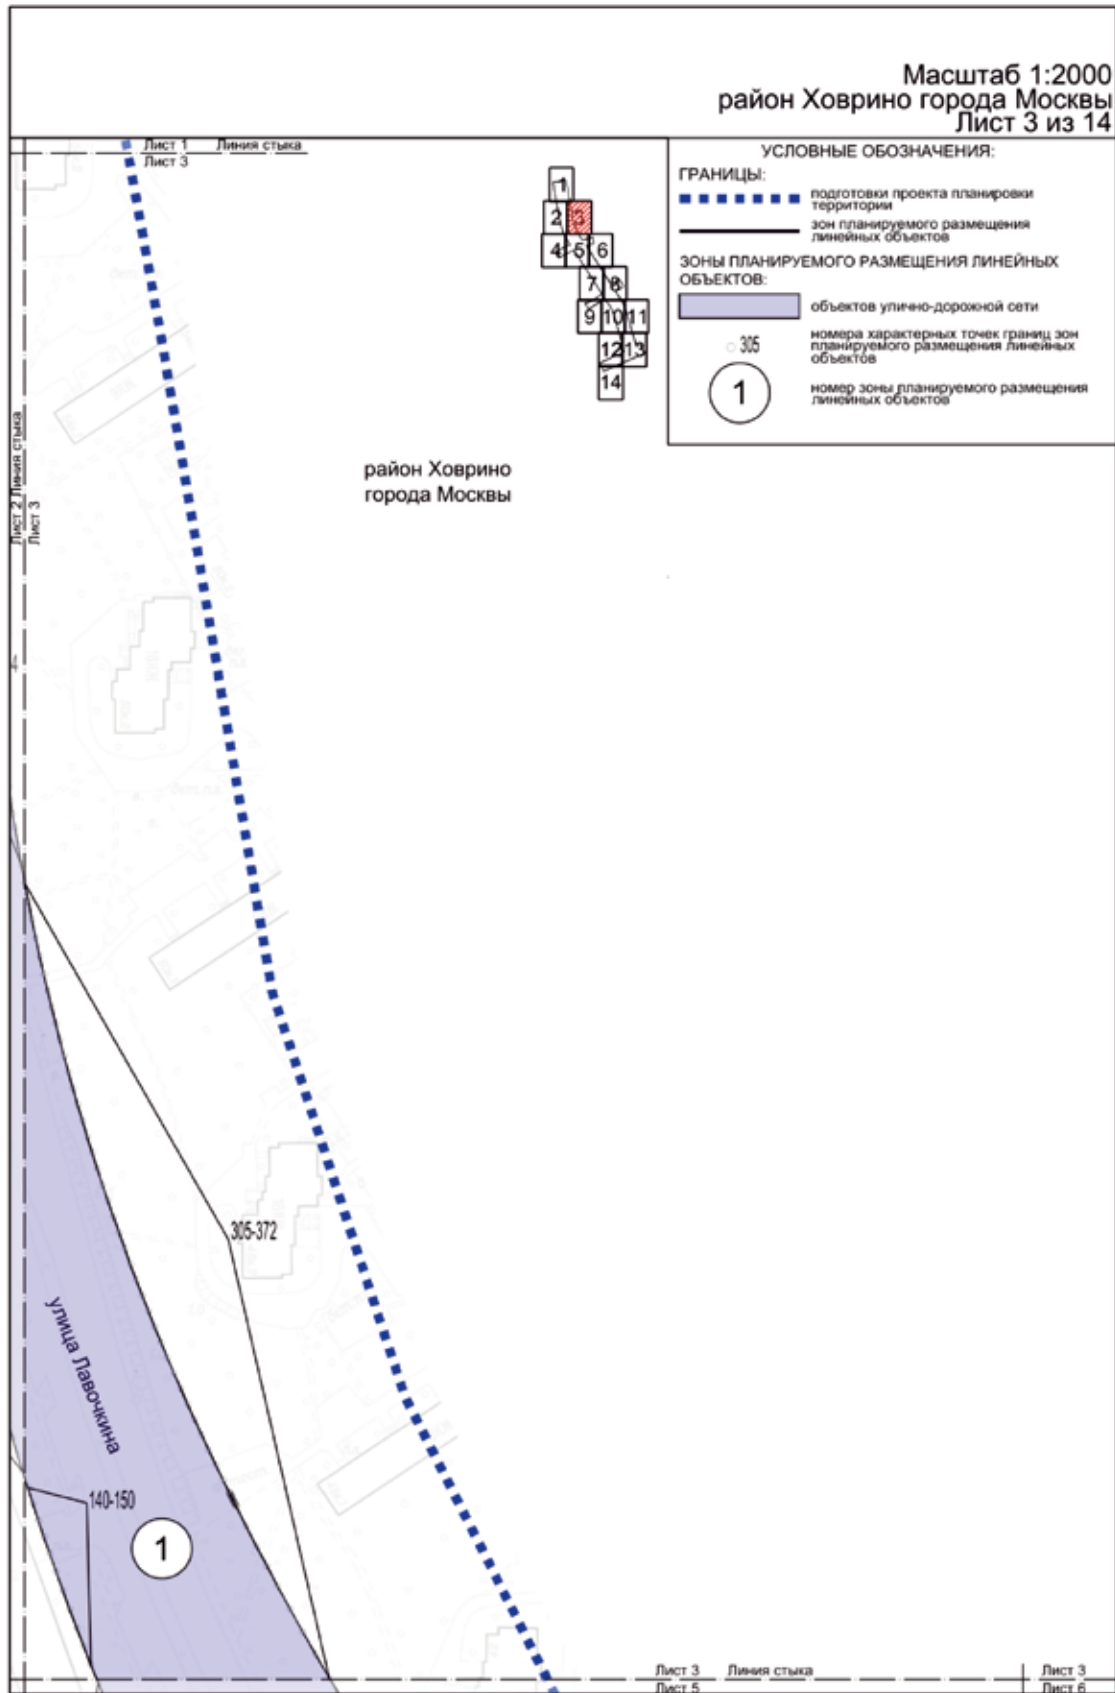 Масштаб 1:2000
район Ховрино города Москвы
Лист 3 из 14
Лист 1 Линия стыка
Лист 3
УСЛОВНЫЕ ОБОЗНАЧЕНИЯ:
ГРАНИЦЫ:
подготовки проекта планировки
территории
зон планируемого размещения
линейных объектов
ЗОНЫ ПЛАНИРУЕМОГО РАЗМЕЩЕНИЯ ЛИНЕЙНЫХ
ОБЪЕКТОВ:
объектов улично-дорожной сети
305
номера характерных точек границ зон
планируемого размещения линейных
объектов
1
номер зоны планируемого размещения
линейных объектов
1
2 3
4 5 6
7 8
9 10 11
12 13
14
район Ховрино
города Москвы
Лист 2 Линия стыка
Лист 3
305-372
улица Лавочкина
140-150
1
Лист 3 Линия стыка
Лист 5
Лист 3
Лист 6